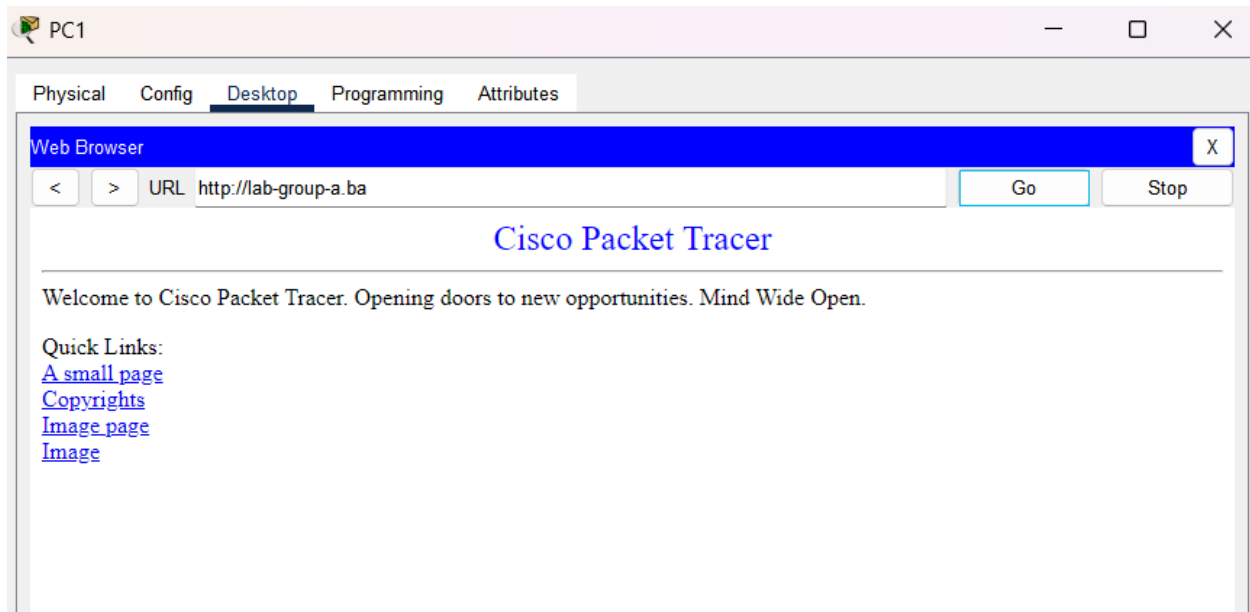 PC1
Physical Config Desktop Programming Attributes
Web Browser X
< > URL http://lab-group-a.ba Go Stop
Cisco Packet Tracer
Welcome to Cisco Packet Tracer. Opening doors to new opportunities. Mind Wide Open.
Quick Links:
A small page
Copyrights
Image page
Image